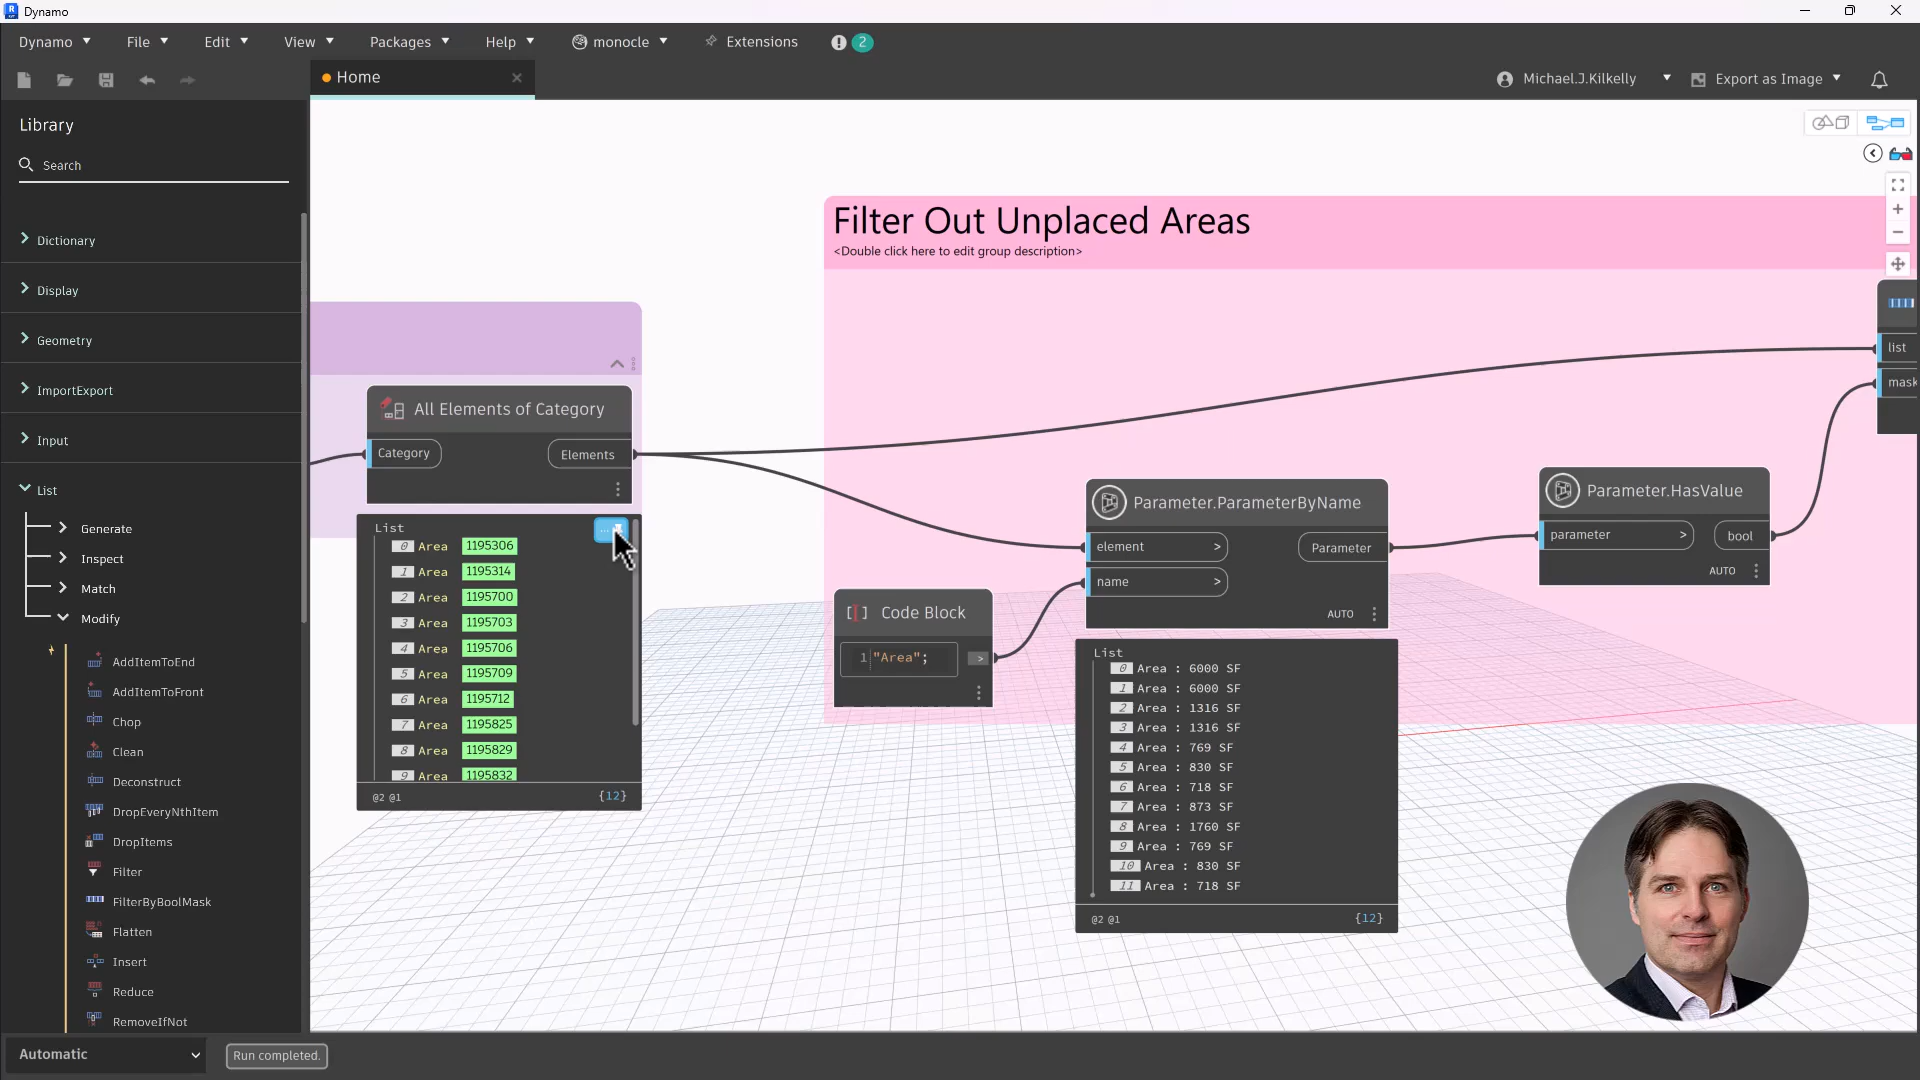 Dynamo
Dynamo
File
Edit
View
Packages
Help
monocle
Extensions
2
Home
Michael.J.Kilkelly
Export as Image
Library
Search
Dictionary
Display
Geometry
ImportExport
Input
List
Generate
Inspect
Match
Modify
AddItemToEnd
AddItemToFront
Chop
Clean
Deconstruct
DropEveryNthItem
DropItems
Filter
FilterByBoolMask
Flatten
Insert
Reduce
RemoveIfNot
Automatic
Run completed.
Filter Out Unplaced Areas
<Double click here to edit group description>
All Elements of Category
Category
Elements
List
0 Area 1195306
1 Area 1195314
2 Area 1195700
3 Area 1195703
4 Area 1195706
5 Area 1195709
6 Area 1195712
7 Area 1195825
8 Area 1195829
9 Area 1195832
@2 @1 {12}
Code Block
1 "Area"; >
Parameter.ParameterByName
element >
Parameter
name >
AUTO
List
0 Area : 6000 SF
1 Area : 6000 SF
2 Area : 1316 SF
3 Area : 1316 SF
4 Area : 769 SF
5 Area : 830 SF
6 Area : 718 SF
7 Area : 873 SF
8 Area : 1760 SF
9 Area : 769 SF
10 Area : 830 SF
11 Area : 718 SF
@2 @1 {12}
Parameter.HasValue
parameter >
bool
AUTO
list
mask